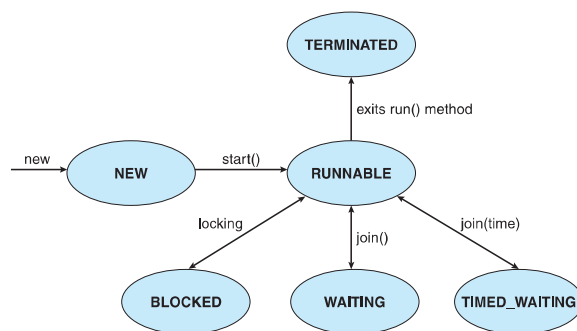 TERMINATED
exits run() method
new
start()
NEW
RUNNABLE
locking
join()
join(time)
BLOCKED
WAITING
TIMED_WAITING